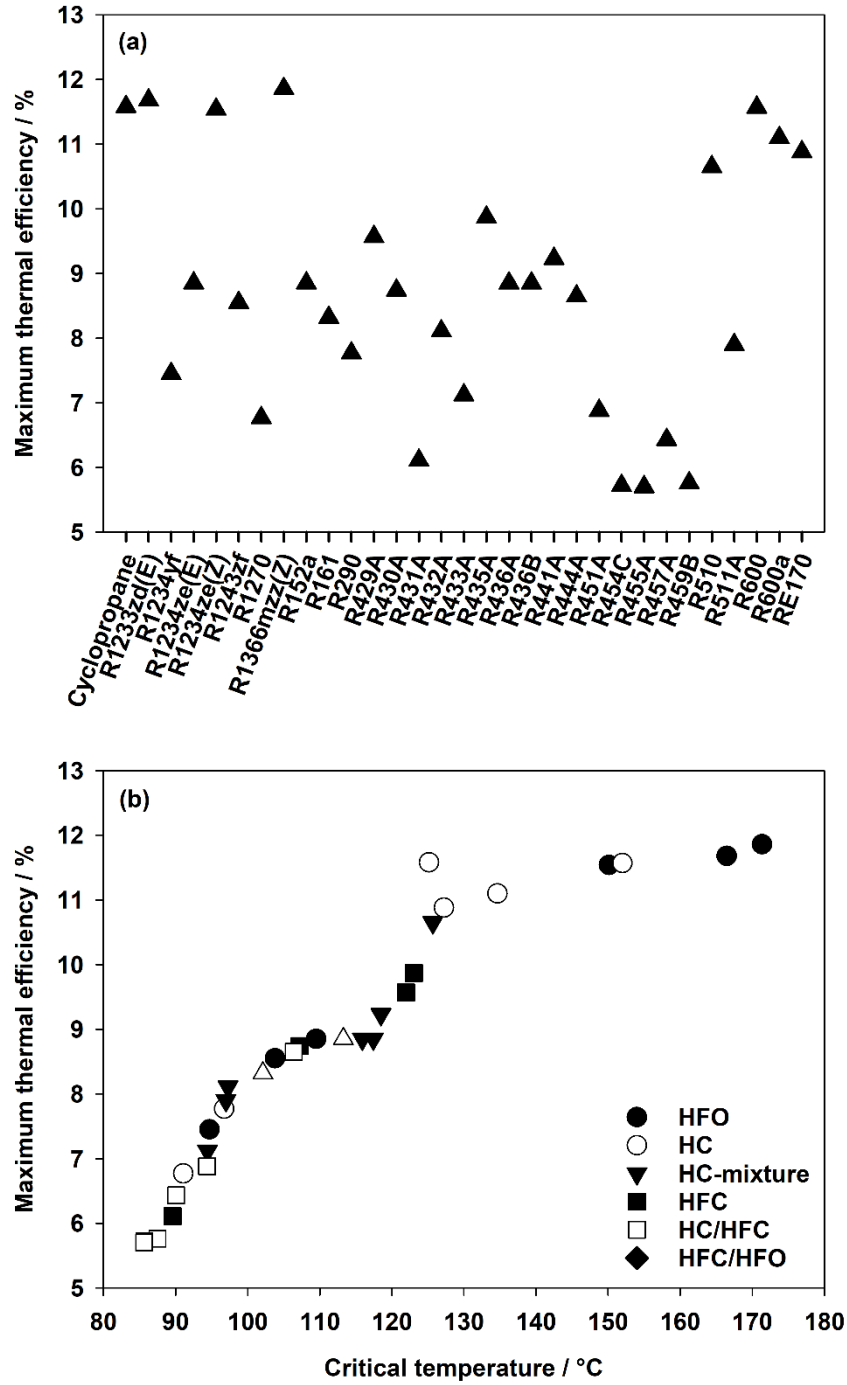 (a)
Maximum thermal efficiency / %
13
12
11
10
9
8
7
6
5
Cyclopropane
R1233zd(E)
R1234yf
R1234ze(E)
R1234ze(Z)
R1243zf
R1270
R1366mzz(Z)
R152a
R161
R290
R429A
R430A
R431A
R432A
R433A
R435A
R436A
R436B
R441A
R444A
R451A
R454C
R455A
R457A
R459B
R510
R511A
R600
R600a
RE170
(b)
Maximum thermal efficiency / %
13
12
11
10
9
8
7
6
5
HFO
HC
HC-mixture
HFC
HC/HFC
HFC/HFO
80 90 100 110 120 130 140 150 160 170 180
Critical temperature / °C